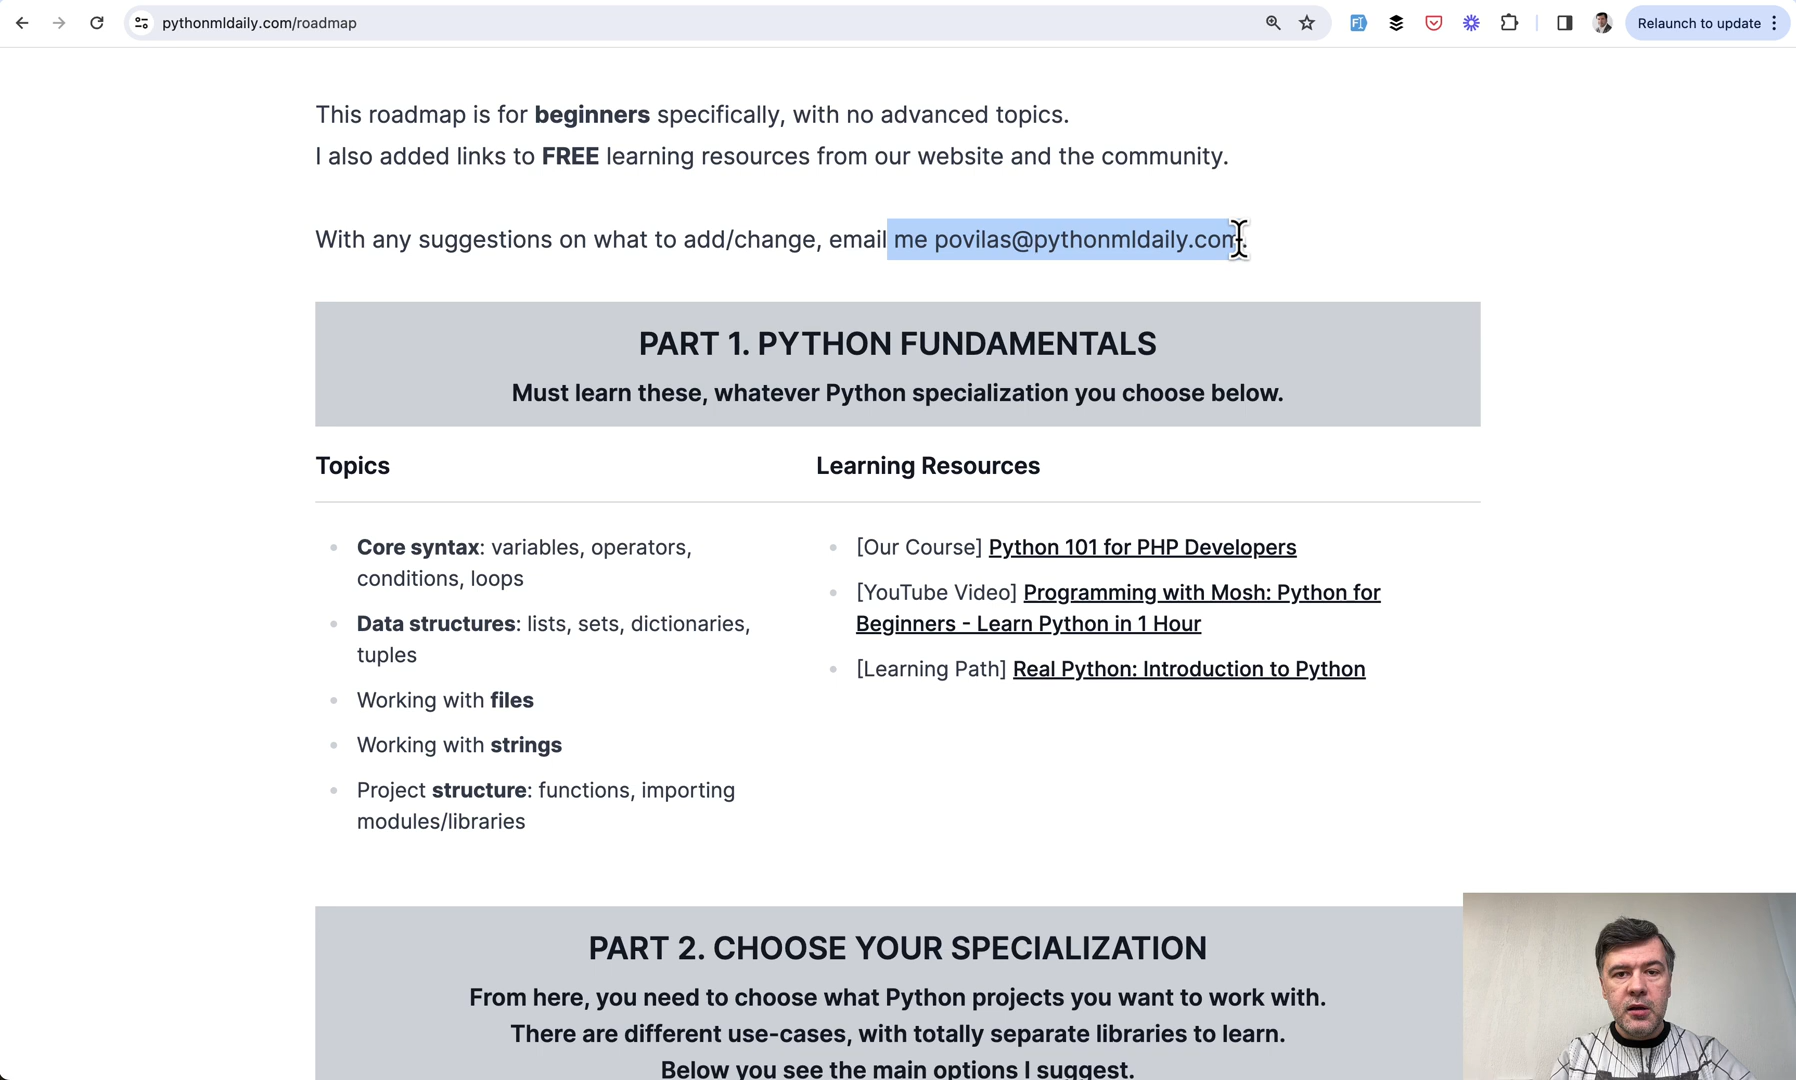 pythonmldaily.com/roadmap
Relaunch to update
This roadmap is for beginners specifically, with no advanced topics.
I also added links to FREE learning resources from our website and the community.
With any suggestions on what to add/change, email me povilas@pythonmldaily.com.
PART 1. PYTHON FUNDAMENTALS
Must learn these, whatever Python specialization you choose below.
Topics
Learning Resources
Core syntax: variables, operators,
conditions, loops
Data structures: lists, sets, dictionaries,
tuples
Working with files
Working with strings
Project structure: functions, importing
modules/libraries
[Our Course] Python 101 for PHP Developers
[YouTube Video] Programming with Mosh: Python for
Beginners - Learn Python in 1 Hour
[Learning Path] Real Python: Introduction to Python
PART 2. CHOOSE YOUR SPECIALIZATION
From here, you need to choose what Python projects you want to work with.
There are different use-cases, with totally separate libraries to learn.
Below you see the main options I suggest.